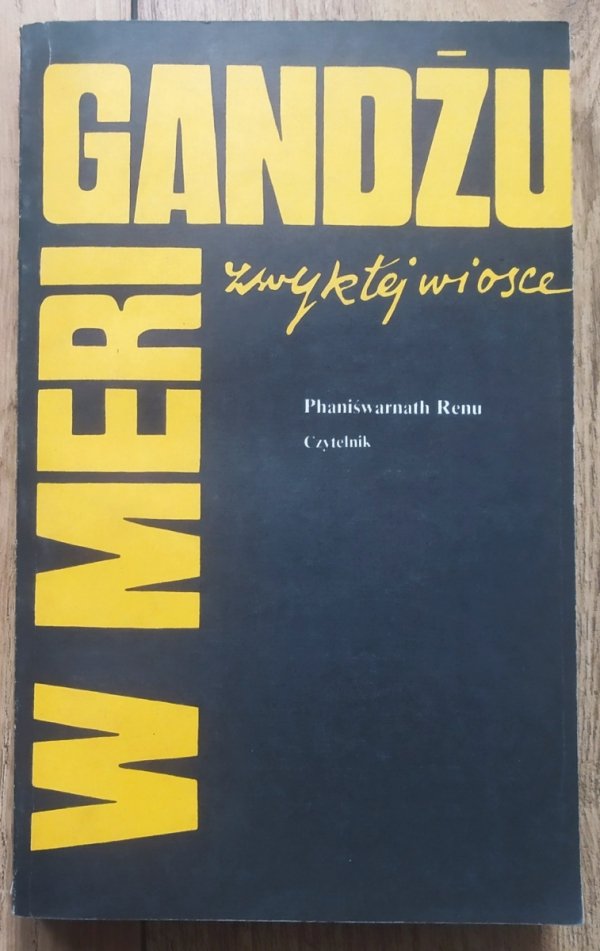 W MERI
GANDŻU
zwykłej wiosce
Phaniśwarnath Renu
Czytelnik